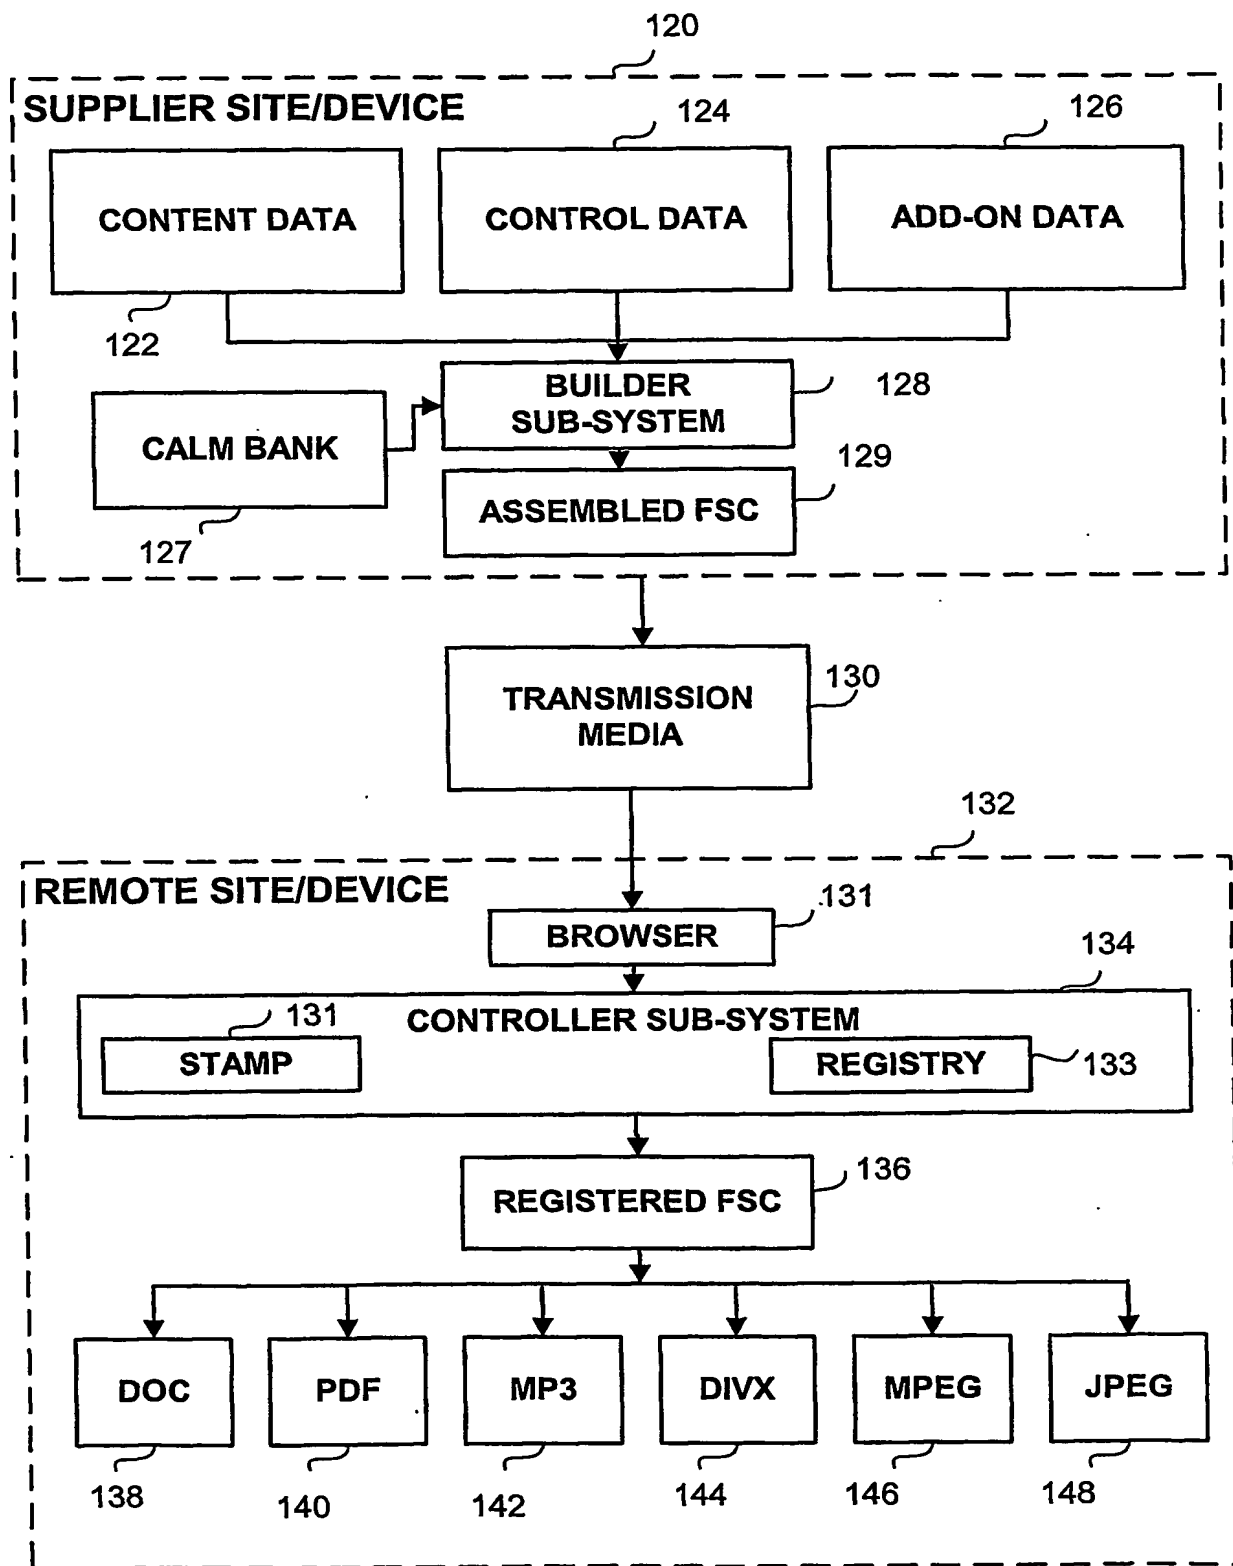 120
SUPPLIER SITE/DEVICE
124
126
CONTENT DATA
CONTROL DATA
ADD-ON DATA
122
BUILDER
SUB-SYSTEM
128
CALM BANK
129
ASSEMBLED FSC
127
TRANSMISSION
MEDIA
130
132
REMOTE SITE/DEVICE
131
BROWSER
134
131
CONTROLLER SUB-SYSTEM
STAMP
REGISTRY
133
136
REGISTERED FSC
DOC
PDF
MP3
DIVX
MPEG
JPEG
138
140
142
144
146
148